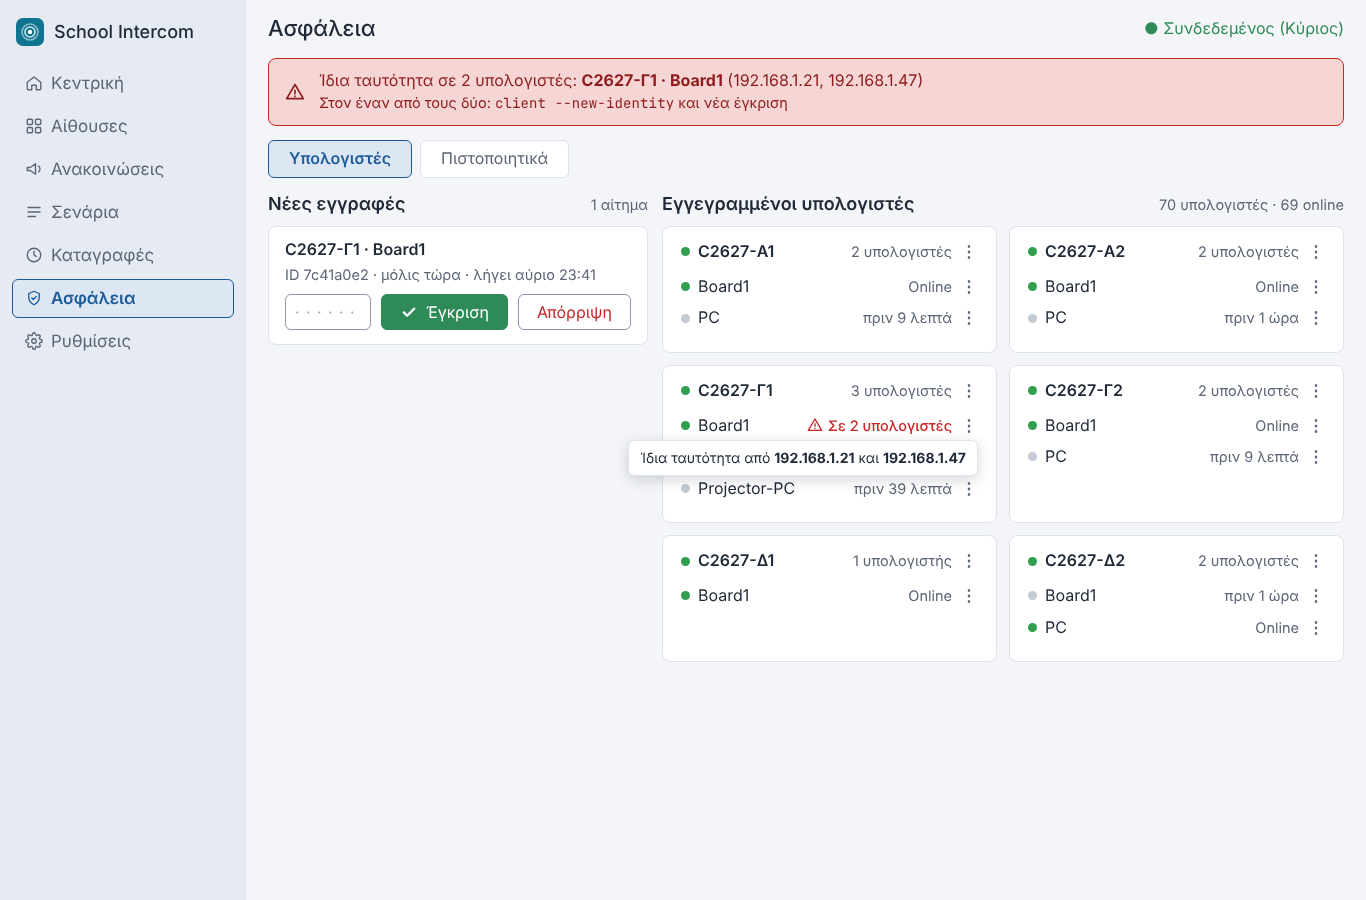 School Intercom
Κεντρική
Αίθουσες
Ανακοινώσεις
Σενάρια
Καταγραφές
Ασφάλεια
Ρυθμίσεις
Ασφάλεια
Συνδεδεμένος (Κύριος)
Ίδια ταυτότητα σε 2 υπολογιστές: C2627-Γ1 · Board1 (192.168.1.21, 192.168.1.47)
Στον έναν από τους δύο: client --new-identity και νέα έγκριση
Υπολογιστές
Πιστοποιητικά
Νέες εγγραφές
1 αίτημα
C2627-Γ1 · Board1
ID 7c41a0e2 · μόλις τώρα · λήγει αύριο 23:41
······
Έγκριση
Απόρριψη
Εγγεγραμμένοι υπολογιστές
70 υπολογιστές · 69 online
C2627-A1
2 υπολογιστές
Board1
Online
PC
πριν 9 λεπτά
C2627-A2
2 υπολογιστές
Board1
Online
PC
πριν 1 ώρα
C2627-Γ1
3 υπολογιστές
Board1
Σε 2 υπολογιστές
Ίδια ταυτότητα από 192.168.1.21 και 192.168.1.47
Projector-PC
πριν 39 λεπτά
C2627-Γ2
2 υπολογιστές
Board1
Online
PC
πριν 9 λεπτά
C2627-Δ1
1 υπολογιστής
Board1
Online
C2627-Δ2
2 υπολογιστές
Board1
πριν 1 ώρα
PC
Online